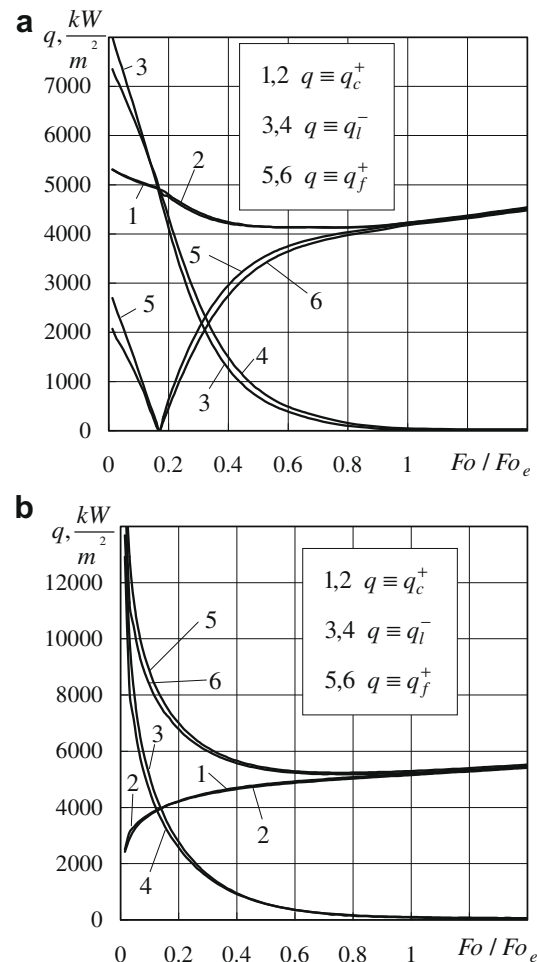 a
q, kW/m²
7000
6000
5000
4000
3000
2000
1000
0
1,2 q ≡ q_c^+
3,4 q ≡ q_l^-
5,6 q ≡ q_f^+
3
2
1
5
5
6
4
3
0 0.2 0.4 0.6 0.8 1 Fo / Fo_e
b
q, kW/m²
12000
10000
8000
6000
4000
2000
0
1,2 q ≡ q_c^+
3,4 q ≡ q_l^-
5,6 q ≡ q_f^+
5
6
3
1
2
2
4
0 0.2 0.4 0.6 0.8 1 Fo / Fo_e